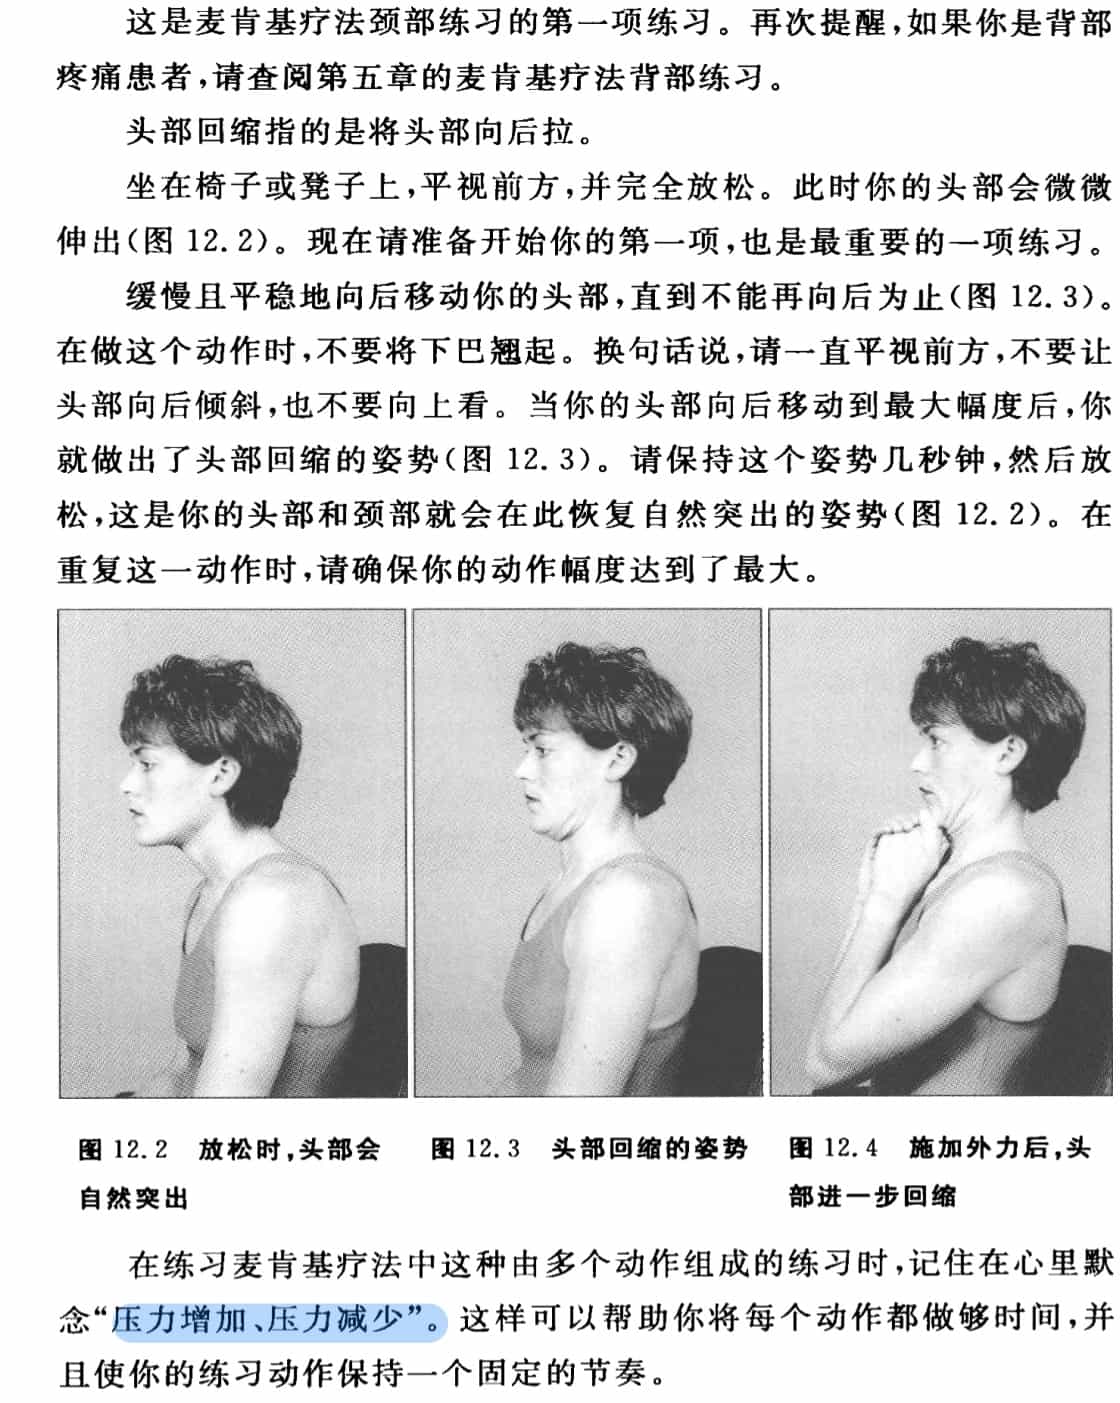 这是麦肯基疗法颈部练习的第一项练习。再次提醒,如果你是背部
疼痛患者,请查阅第五章的麦肯基疗法背部练习。
头部回缩指的是将头部向后拉。
坐在椅子或凳子上,平视前方,并完全放松。此时你的头部会微微
伸出(图 12.2)。现在请准备开始你的第一项,也是最重要的一项练习。
缓慢且平稳地向后移动你的头部,直到不能再向后为止(图 12.3)。
在做这个动作时,不要将下巴翘起。换句话说,请一直平视前方,不要让
头部向后倾斜,也不要向上看。当你的头部向后移动到最大幅度后,你
就做出了头部回缩的姿势(图 12.3)。请保持这个姿势几秒钟,然后放
松,这是你的头部和颈部就会在此恢复自然突出的姿势(图 12.2)。在
重复这一动作时,请确保你的动作幅度达到了最大。
图 12.2 放松时,头部会
自然突出
图 12.3 头部回缩的姿势
图 12.4 施加外力后,头
部进一步回缩
在练习麦肯基疗法中这种由多个动作组成的练习时,记住在心里默
念“压力增加、压力减少”。这样可以帮助你将每个动作都做够时间,并
且使你的练习动作保持一个固定的节奏。